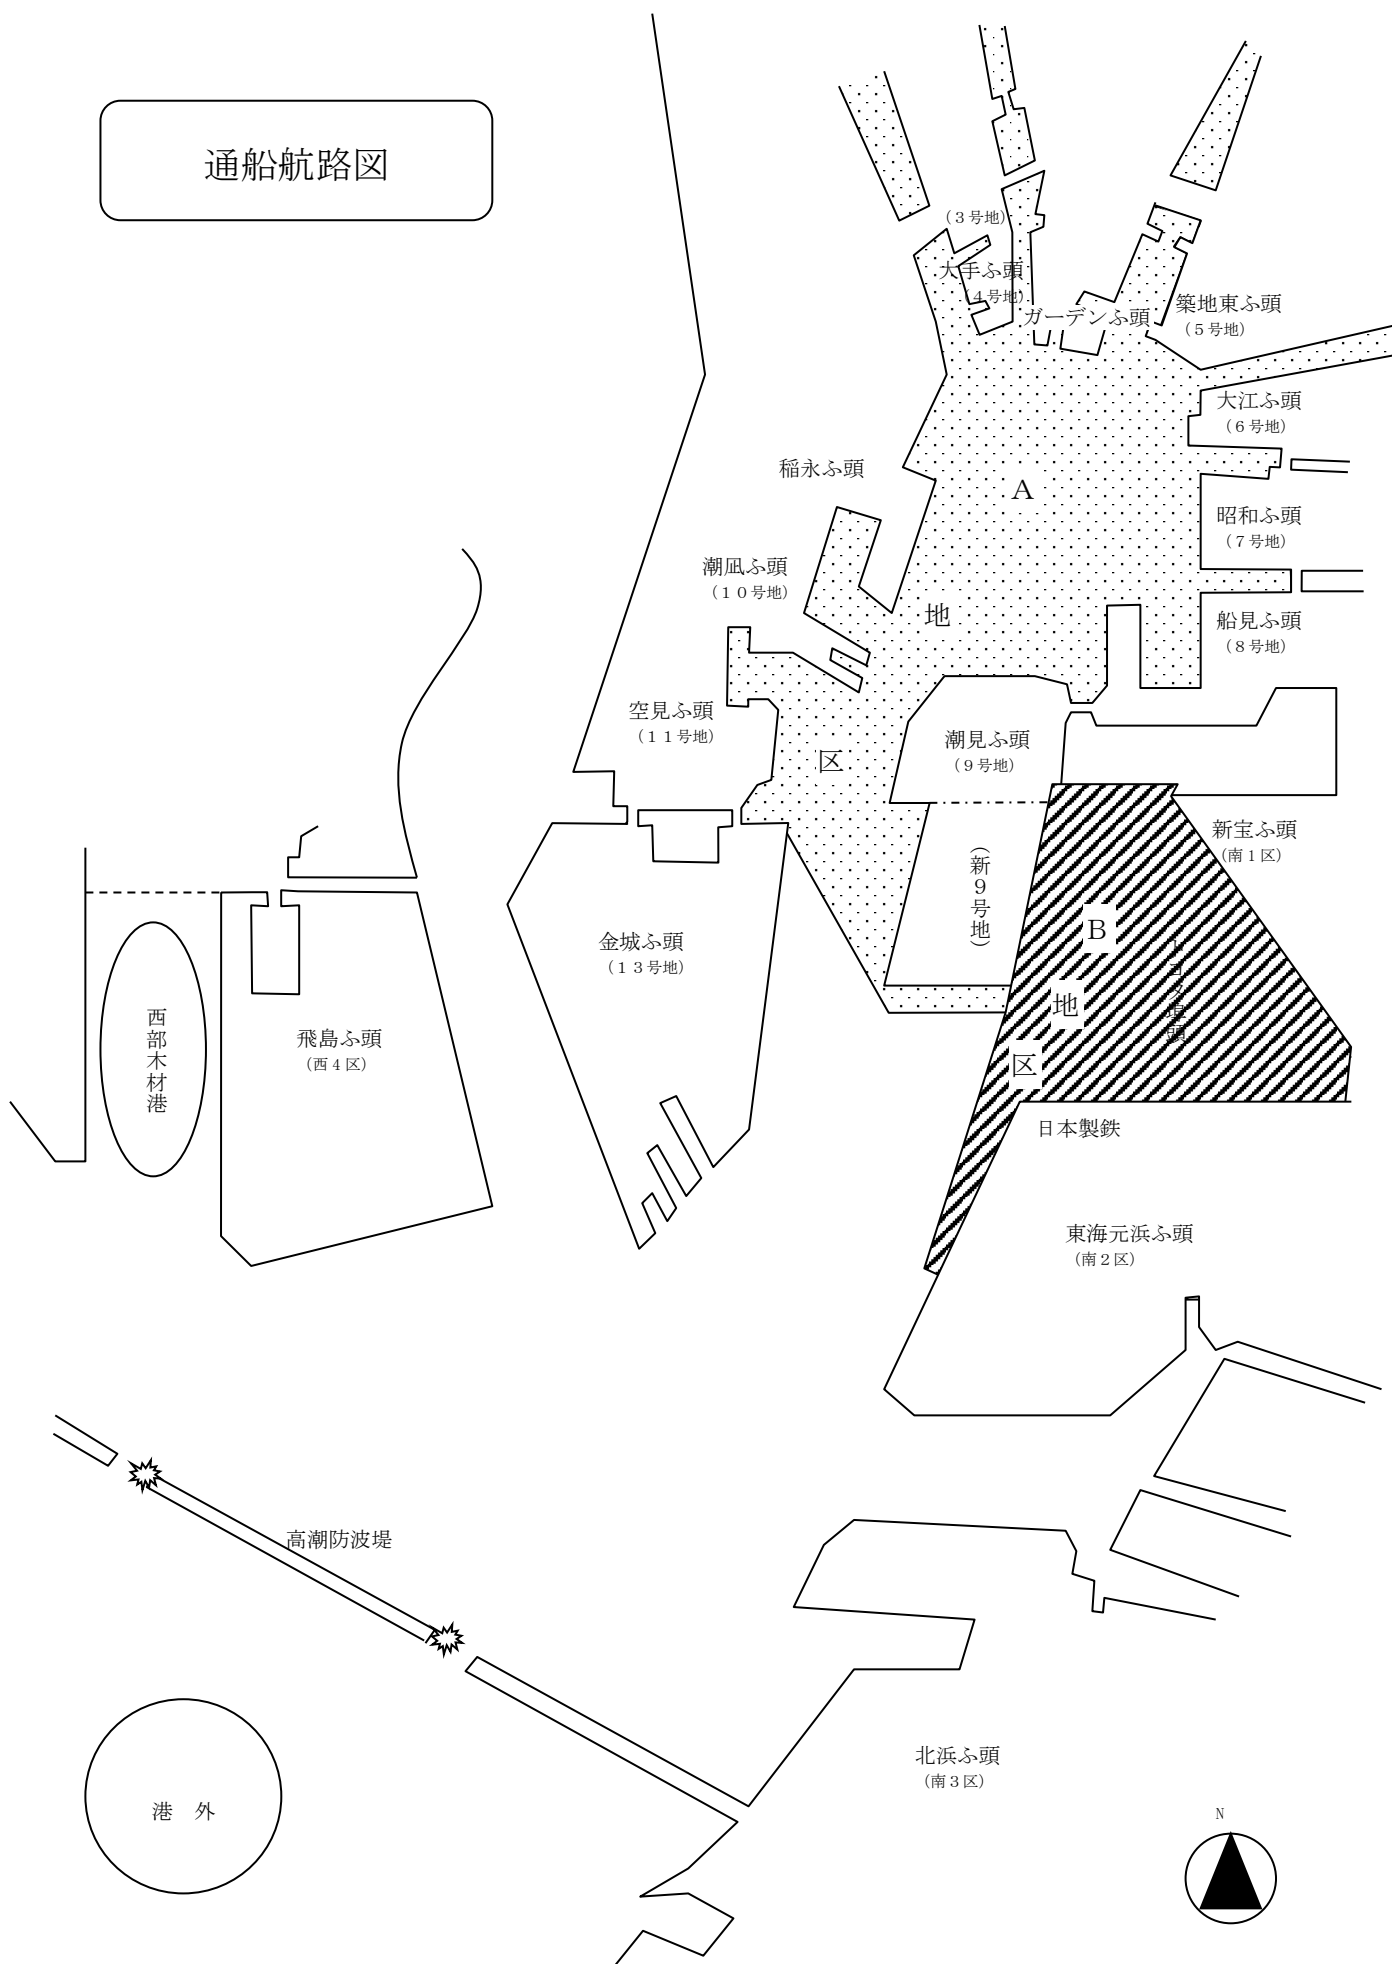 通船航路図
（３号地）
大手ふ頭
（４号地）
ガーデンふ頭
築地東ふ頭
（５号地）
大江ふ頭
（６号地）
稲永ふ頭
Ａ
昭和ふ頭
（７号地）
潮凪ふ頭
（１０号地）
地
船見ふ頭
（８号地）
空見ふ頭
（１１号地）
区
潮見ふ頭
（９号地）
新宝ふ頭
（南１区）
（新９号地）
Ｂ
地
区
トヨタ埠頭
金城ふ頭
（１３号地）
西部木材港
飛島ふ頭
（西４区）
日本製鉄
東海元浜ふ頭
（南２区）
高潮防波堤
北浜ふ頭
（南３区）
港　外
N